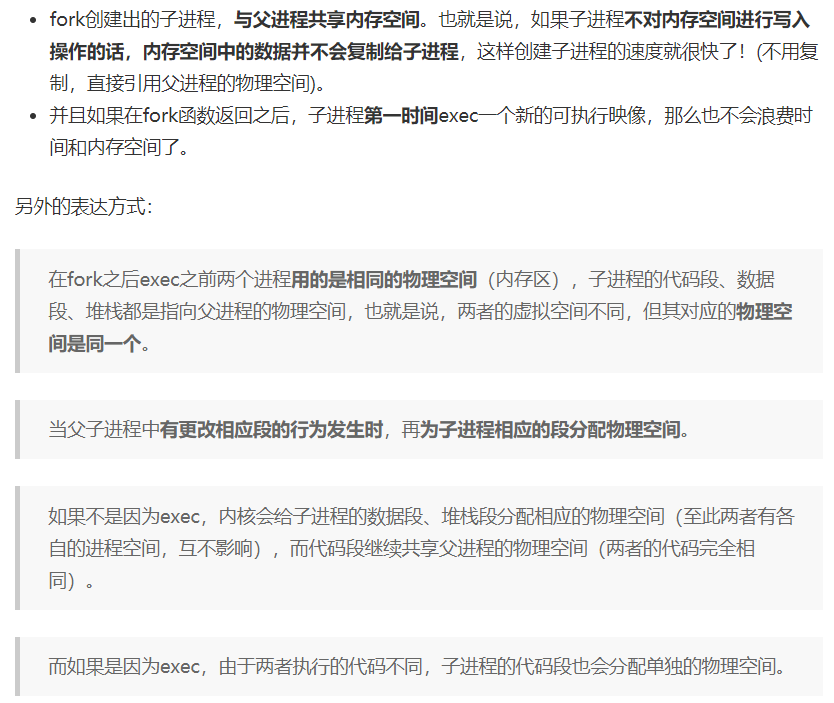 fork创建出的子进程，与父进程共享内存空间。也就是说，如果子进程不对内存空间进行写入
操作的话，内存空间中的数据并不会复制给子进程，这样创建子进程的速度就很快了！(不用复
制，直接引用父进程的物理空间)。
并且如果在fork函数返回之后，子进程第一时间exec一个新的可执行映像，那么也不会浪费时
间和内存空间了。
另外的表达方式：
在fork之后exec之前两个进程用的是相同的物理空间（内存区），子进程的代码段、数据
段、堆栈都是指向父进程的物理空间，也就是说，两者的虚拟空间不同，但其对应的物理空
间是同一个。
当父子进程中有更改相应段的行为发生时，再为子进程相应的段分配物理空间。
如果不是因为exec，内核会给子进程的数据段、堆栈段分配相应的物理空间（至此两者有各
自的进程空间，互不影响），而代码段继续共享父进程的物理空间（两者的代码完全相
同）。
而如果是因为exec，由于两者执行的代码不同，子进程的代码段也会分配单独的物理空间。